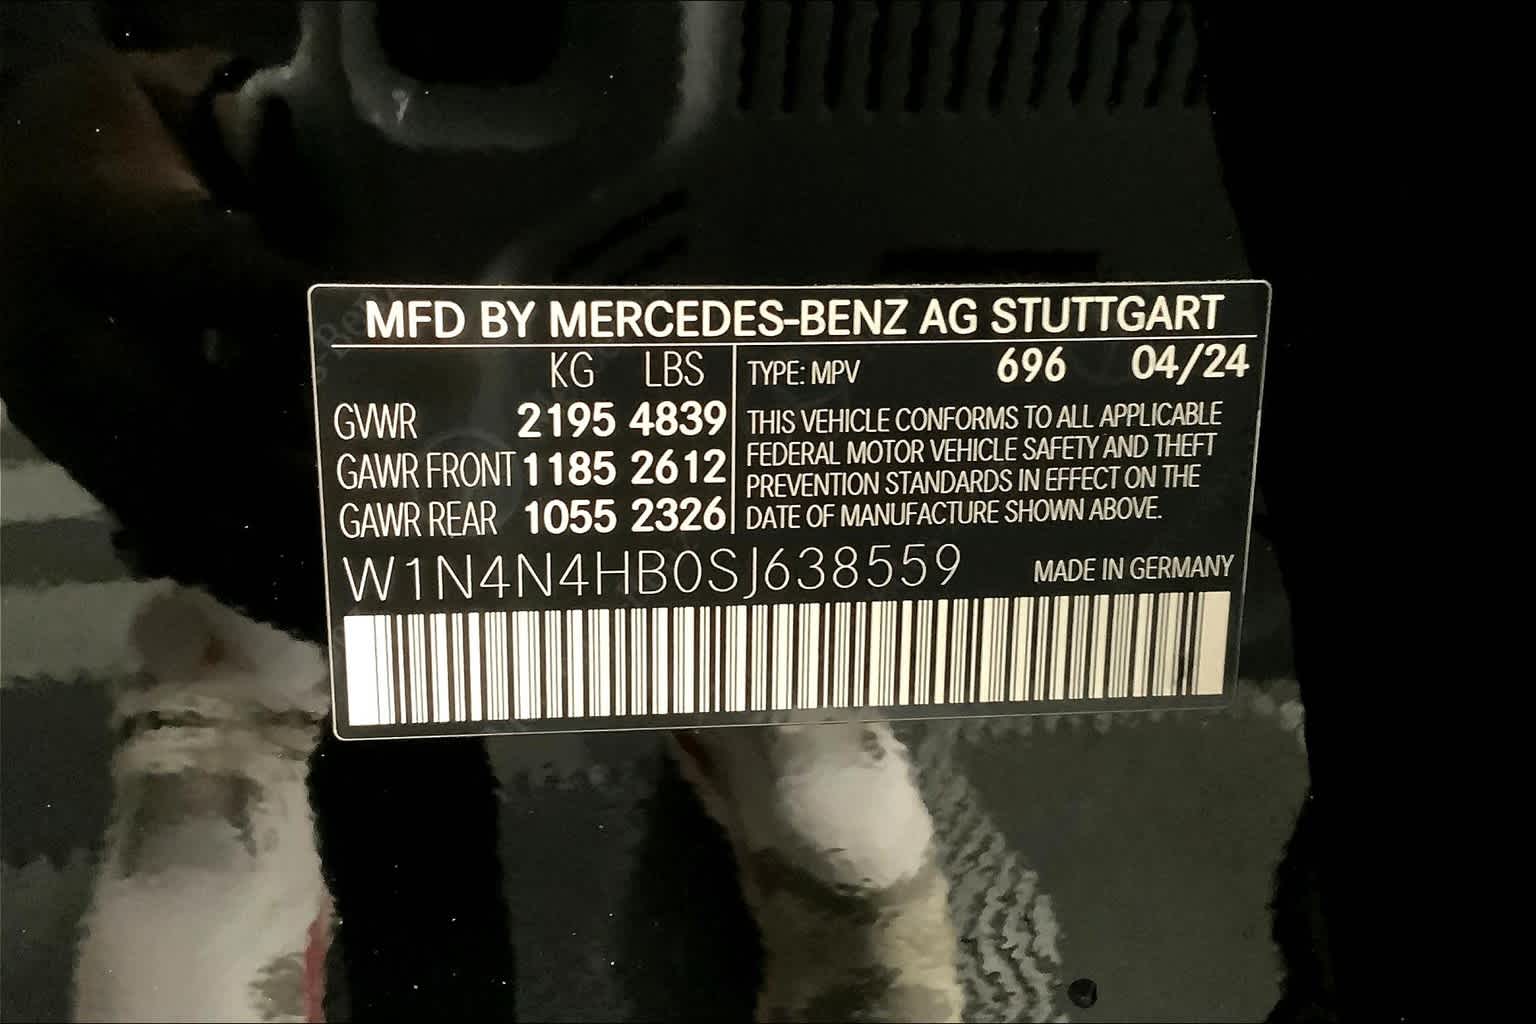 MFD BY MERCEDES-BENZ AG STUTTGART
KG LBS
GVWR 2195 4839
GAWR FRONT 1185 2612
GAWR REAR 1055 2326
TYPE: MPV 696 04/24
THIS VEHICLE CONFORMS TO ALL APPLICABLE
FEDERAL MOTOR VEHICLE SAFETY AND THEFT
PREVENTION STANDARDS IN EFFECT ON THE
DATE OF MANUFACTURE SHOWN ABOVE.
W1N4N4HB0SJ638559 MADE IN GERMANY